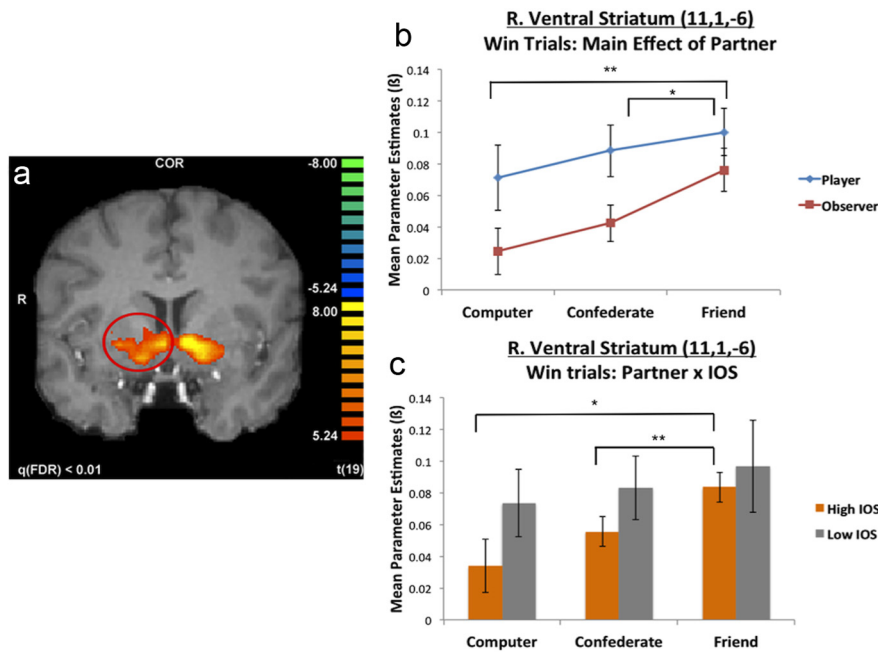 a
COR
-8.00
R
-5.24
8.00
5.24
q(FDR) < 0.01
t(19)
b
R. Ventral Striatum (11,1,-6)
Win Trials: Main Effect of Partner
Mean Parameter Estimates (ß)
0.14
0.12
0.1
0.08
0.06
0.04
0.02
0
**
*
Player
Observer
Computer Confederate Friend
c
R. Ventral Striatum (11,1,-6)
Win trials: Partner x IOS
Mean Parameter Estimates (ß)
0.14
0.12
0.1
0.08
0.06
0.04
0.02
0
*
**
High IOS
Low IOS
Computer Confederate Friend